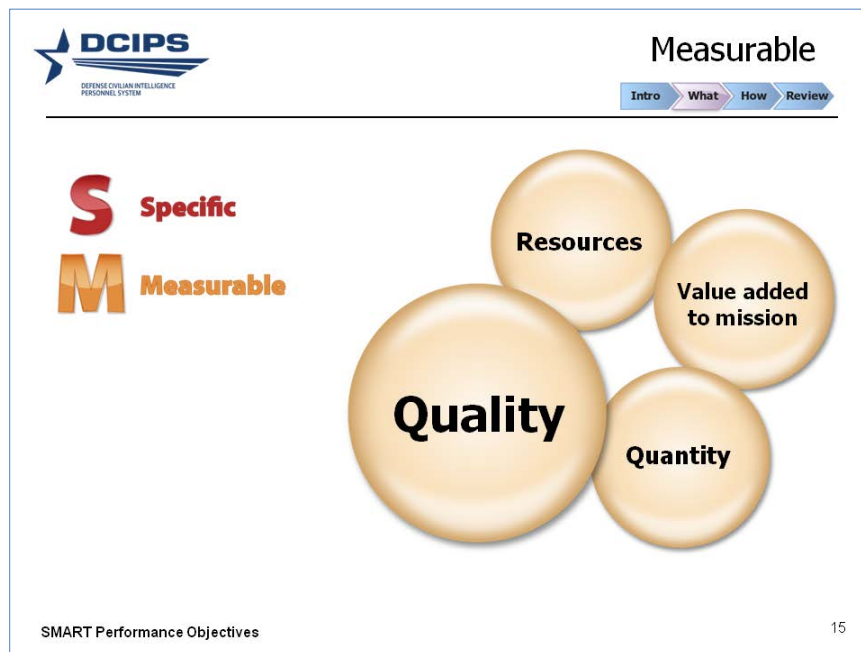 DCIPS
DEFENSE CIVILIAN INTELLIGENCE
PERSONNEL SYSTEM
Measurable
Intro What How Review
S Specific
M Measurable
Resources
Value added
to mission
Quality
Quantity
SMART Performance Objectives
15